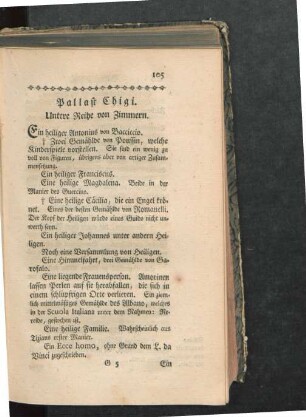 105
Pallast Chigi.
Untere Reihe von Zimmern.
Ein heiliger Antonius von Bacciccio.
† Zwei Gemählde von Poussin, welche
Kinderspiele vorstellen. Sie sind ein wenig zu
voll von Figuren, übrigens aber von artiger Zusam-
mensetzung.
Ein heiliger Franciscus.
Eine heilige Magdalena. Beide in der
Manier des Guercino.
† Eine heilige Cäcilia, die ein Engel krö-
net. Eines der besten Gemählde von Romanelli.
Der Kopf der Heiligen würde eines Guido nicht un-
werth seyn.
Ein heiliger Johannes unter andern Hei-
ligen.
Noch eine Versammlung von Heiligen.
Eine Himmelfahrt, drei Gemählde von Ga-
rofalo.
Eine liegende Frauensperson. Amorinen
lassen Perlen auf sie herabfallen, die sich in
einem schlüpfrigen Orte verlieren. Ein ziem-
lich mittelmäßiges Gemählde des Albano, welches
in der Scuola Italiana unter dem Nahmen: Ne-
reide, gestochen ist.
Eine heilige Familie. Wahrscheinlich aus
Tizians erster Manier.
Ein Ecce homo, ohne Grund dem L. da
Vinci zugeschrieben.
G 5 Ein